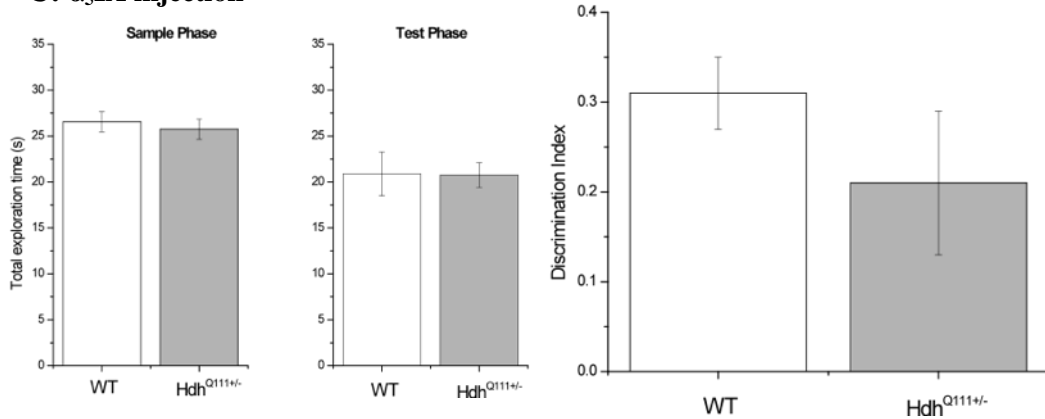 Sample Phase
Total exploration time (s)
35
30
25
20
15
10
5
0
WT
Hdh^Q111+/-
Test Phase
35
30
25
20
15
10
5
0
WT
Hdh^Q111+/-
Discrimination Index
0.4
0.3
0.2
0.1
0.0
WT
Hdh^Q111+/-